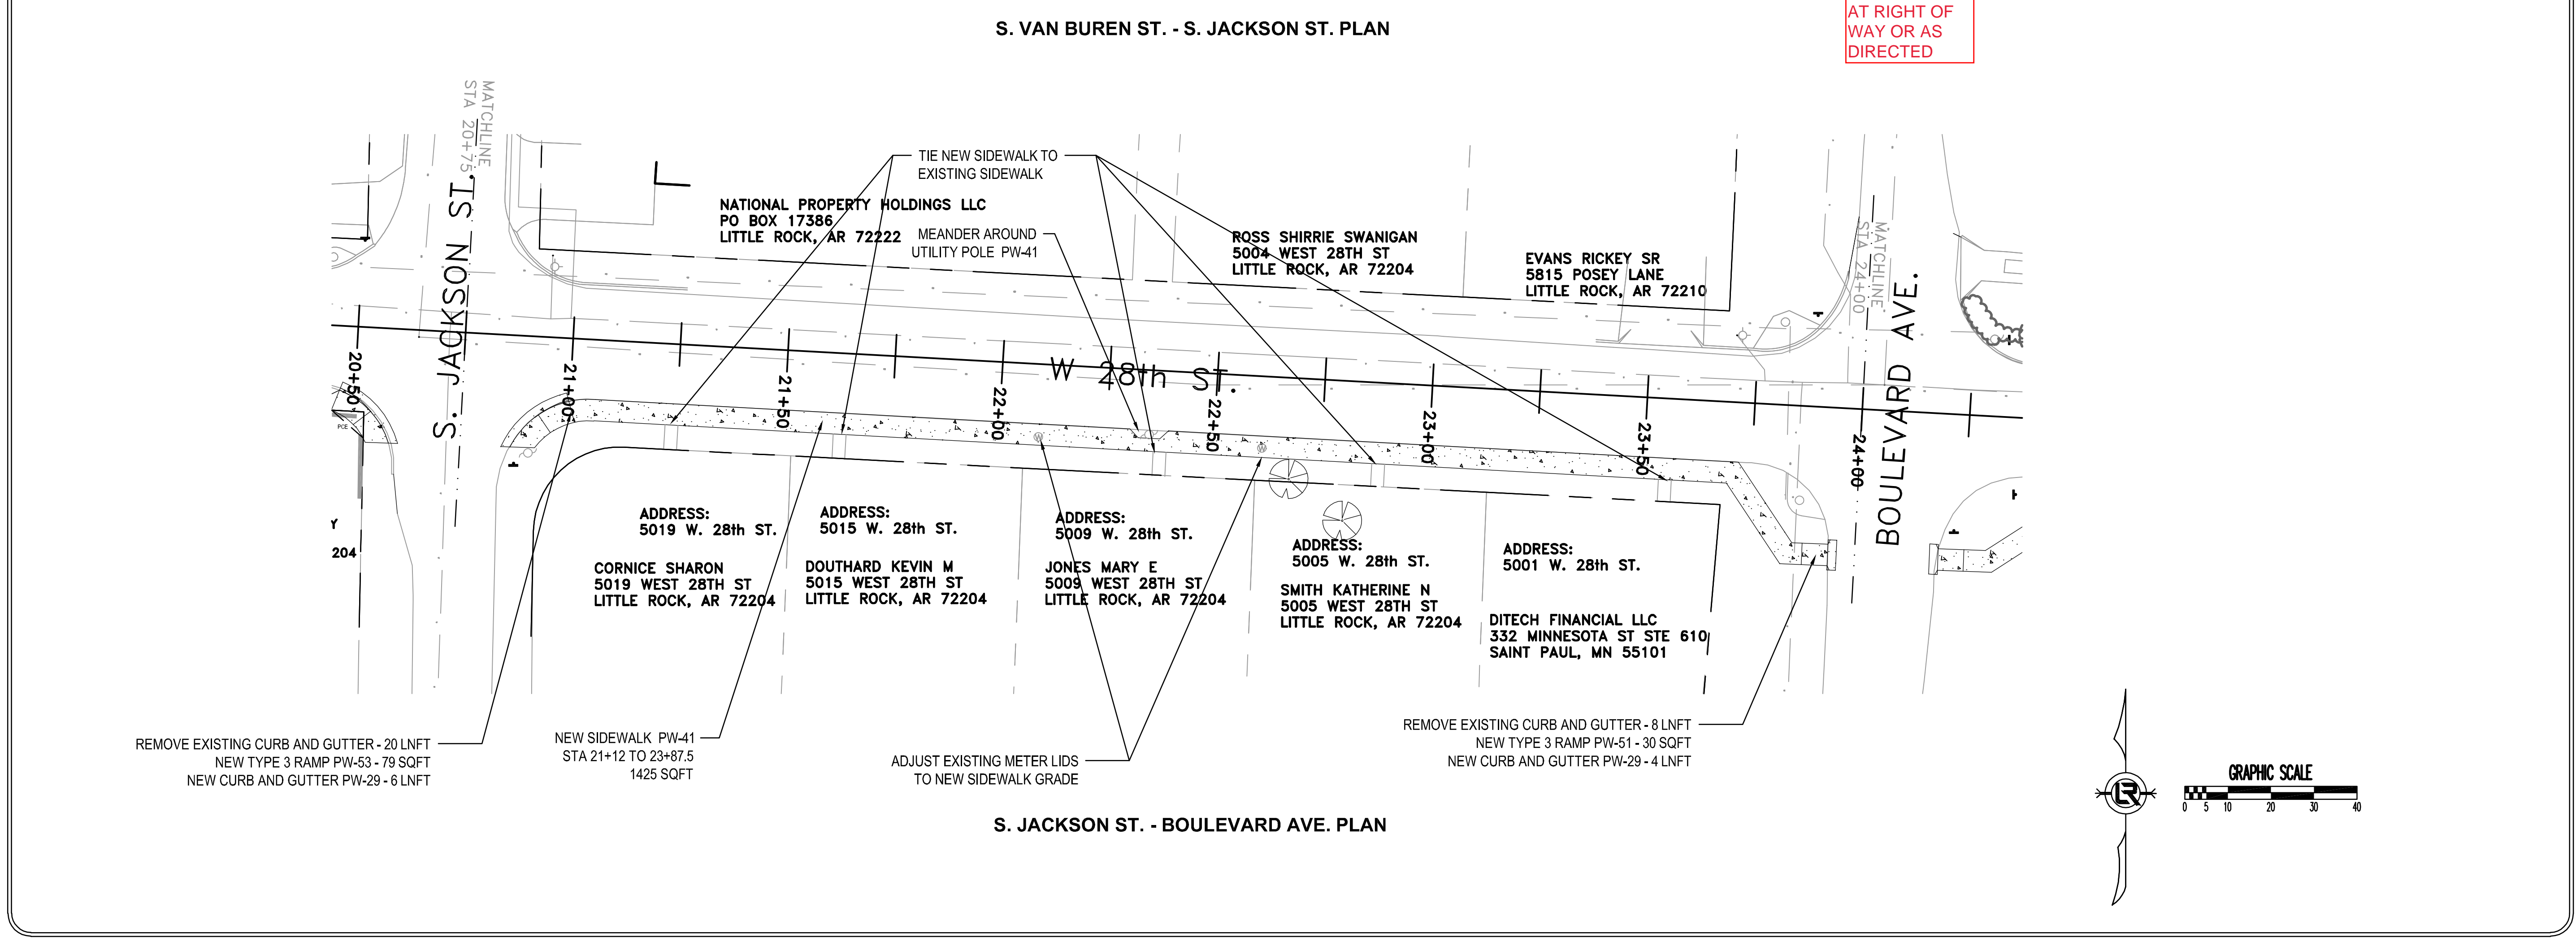 S. VAN BUREN ST. - S. JACKSON ST. PLAN
AT RIGHT OF
WAY OR AS
DIRECTED
MATCHLINE
STA 20+75
S. JACKSON ST.
TIE NEW SIDEWALK TO
EXISTING SIDEWALK
NATIONAL PROPERTY HOLDINGS LLC
PO BOX 17386
LITTLE ROCK, AR 72222
MEANDER AROUND
UTILITY POLE PW-41
ROSS SHIRRIE SWANIGAN
5004 WEST 28TH ST
LITTLE ROCK, AR 72204
EVANS RICKEY SR
5815 POSEY LANE
LITTLE ROCK, AR 72210
MATCHLINE
STA 24+00
BOULEVARD AVE.
W 28th ST.
20+50
21+00
21+50
22+00
22+50
23+00
23+50
24+00
PCE
W
W
Y
204
ADDRESS:
5019 W. 28th ST.
CORNICE SHARON
5019 WEST 28TH ST
LITTLE ROCK, AR 72204
ADDRESS:
5015 W. 28th ST.
DOUTHARD KEVIN M
5015 WEST 28TH ST
LITTLE ROCK, AR 72204
ADDRESS:
5009 W. 28th ST.
JONES MARY E
5009 WEST 28TH ST
LITTLE ROCK, AR 72204
ADDRESS:
5005 W. 28th ST.
SMITH KATHERINE N
5005 WEST 28TH ST
LITTLE ROCK, AR 72204
ADDRESS:
5001 W. 28th ST.
DITECH FINANCIAL LLC
332 MINNESOTA ST STE 610
SAINT PAUL, MN 55101
REMOVE EXISTING CURB AND GUTTER - 20 LNFT
NEW TYPE 3 RAMP PW-53 - 79 SQFT
NEW CURB AND GUTTER PW-29 - 6 LNFT
NEW SIDEWALK PW-41
STA 21+12 TO 23+87.5
1425 SQFT
ADJUST EXISTING METER LIDS
TO NEW SIDEWALK GRADE
REMOVE EXISTING CURB AND GUTTER - 8 LNFT
NEW TYPE 3 RAMP PW-51 - 30 SQFT
NEW CURB AND GUTTER PW-29 - 4 LNFT
LR
GRAPHIC SCALE
0 5 10 20 30 40
S. JACKSON ST. - BOULEVARD AVE. PLAN